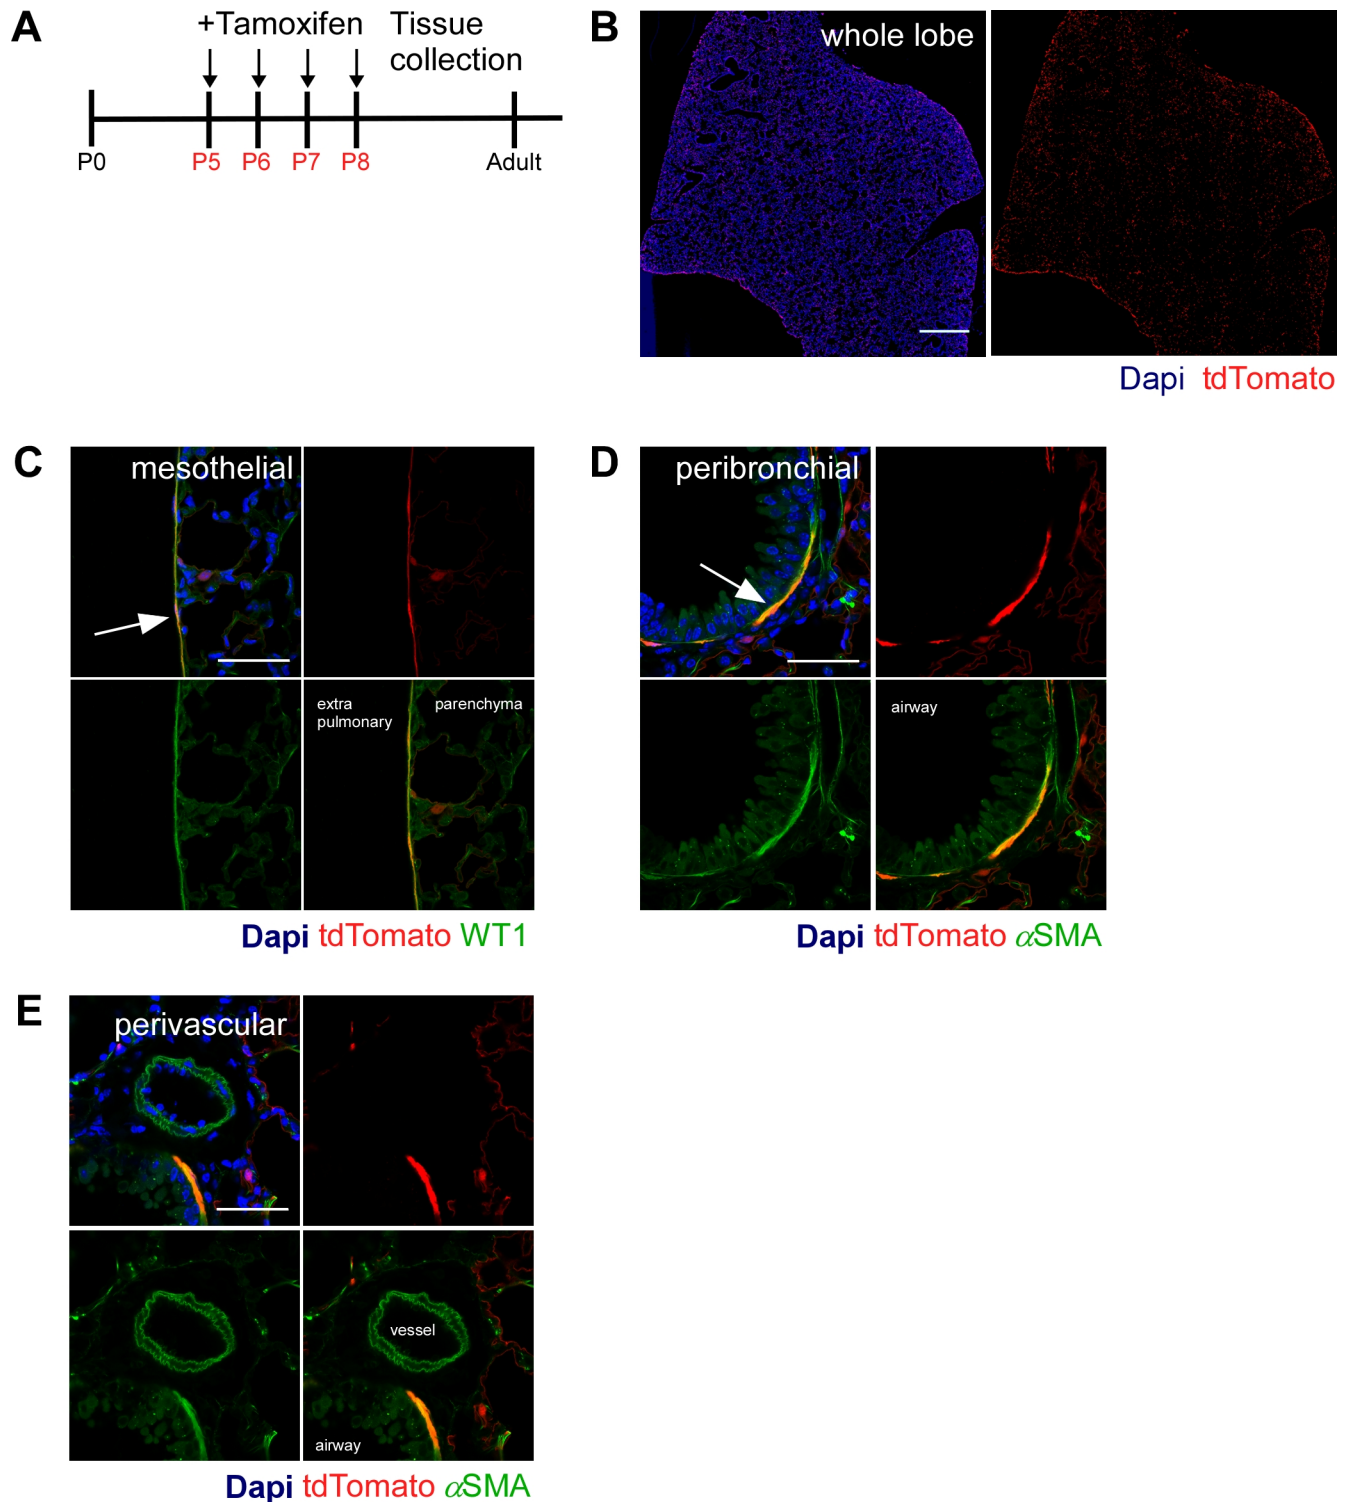 A
+Tamoxifen
Tissue
collection
P0
P5
P6
P7
P8
Adult
B
whole lobe
Dapi tdTomato
C
mesothelial
extra
pulmonary
parenchyma
Dapi tdTomato WT1
D
peribronchial
airway
Dapi tdTomato αSMA
E
perivascular
vessel
airway
Dapi tdTomato αSMA